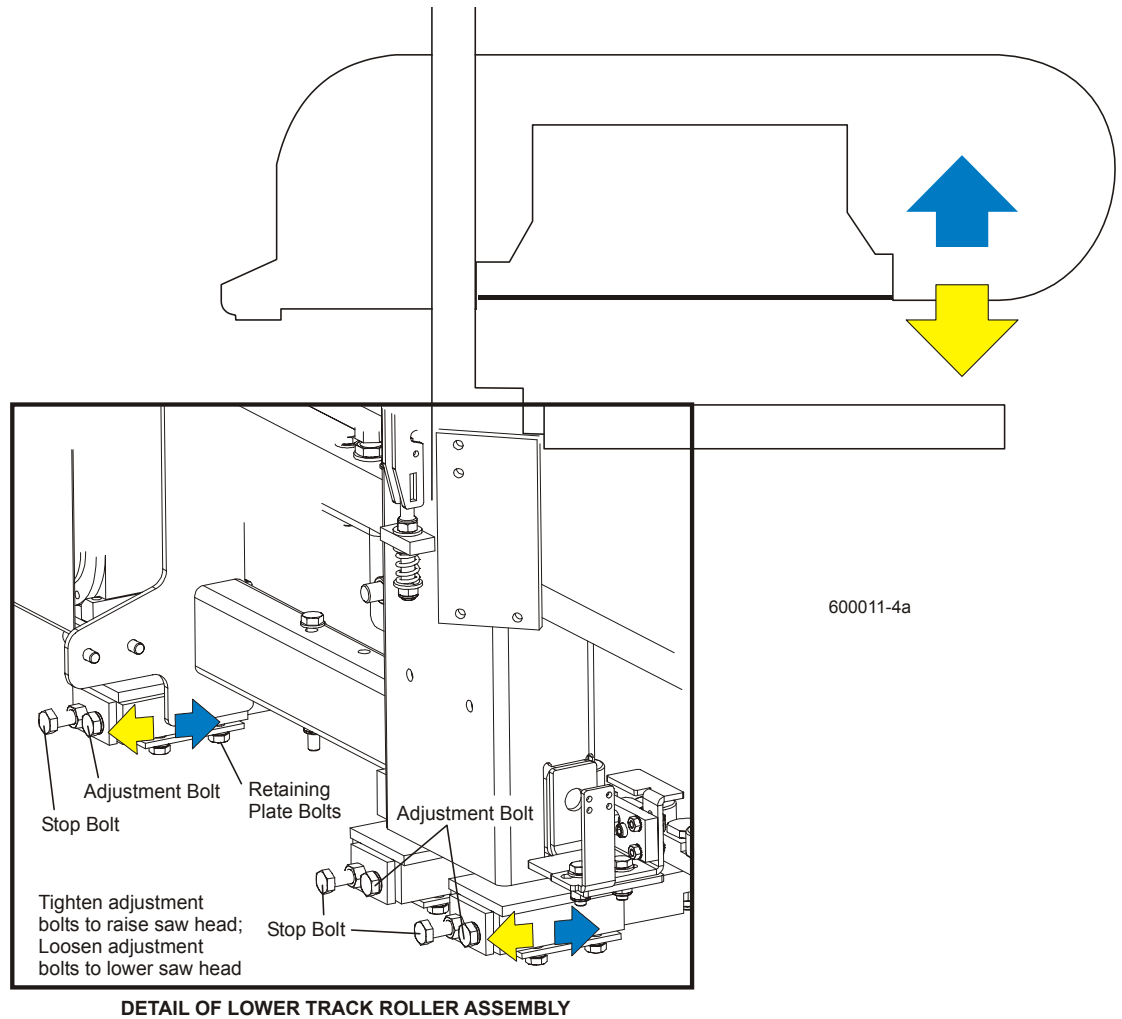 600011-4a
Adjustment Bolt
Retaining
Plate Bolts
Stop Bolt
Adjustment Bolt
Stop Bolt
Tighten adjustment
bolts to raise saw head;
Loosen adjustment
bolts to lower saw head
DETAIL OF LOWER TRACK ROLLER ASSEMBLY